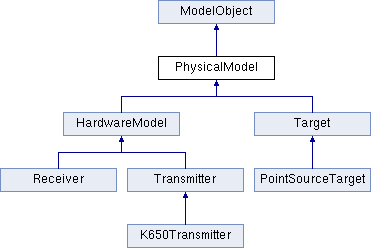 ModelObject
PhysicalModel
HardwareModel
Target
Receiver
Transmitter
PointSourceTarget
K650Transmitter